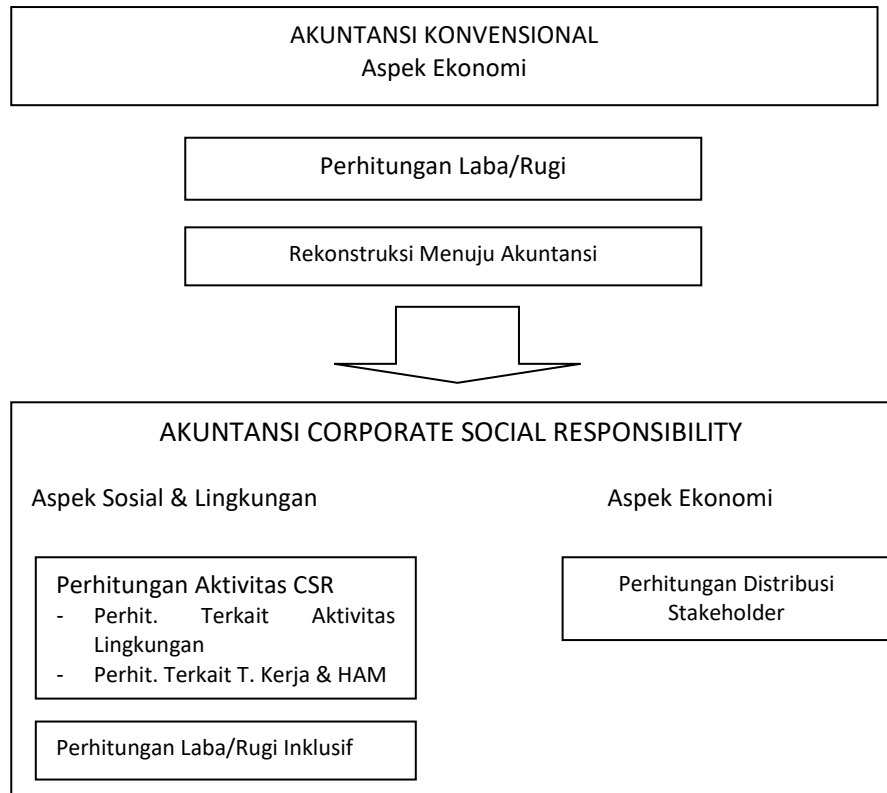 AKUNTANSI KONVENSIONAL
Aspek Ekonomi
Perhitungan Laba/Rugi
Rekonstruksi Menuju Akuntansi
AKUNTANSI CORPORATE SOCIAL RESPONSIBILITY
Aspek Sosial & Lingkungan
Aspek Ekonomi
Perhitungan Aktivitas CSR
- Perhit. Terkait Aktivitas
Lingkungan
- Perhit. Terkait T. Kerja & HAM
Perhitungan Distribusi
Stakeholder
Perhitungan Laba/Rugi Inklusif